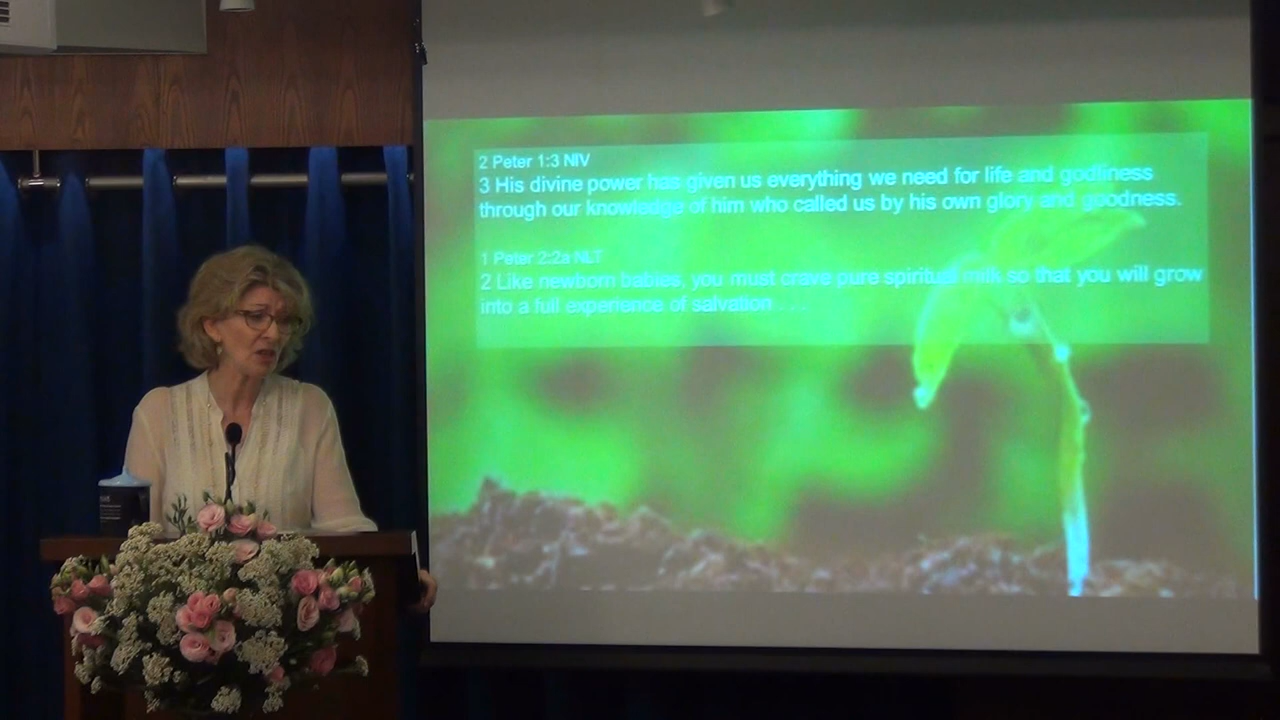 2 Peter 1:3 NIV
3 His divine power has given us everything we need for life and godliness
through our knowledge of him who called us by his own glory and goodness.
1 Peter 2:2a NLT
2 Like newborn babies, you must crave pure spiritual milk so that you will grow
into a full experience of salvation . . .